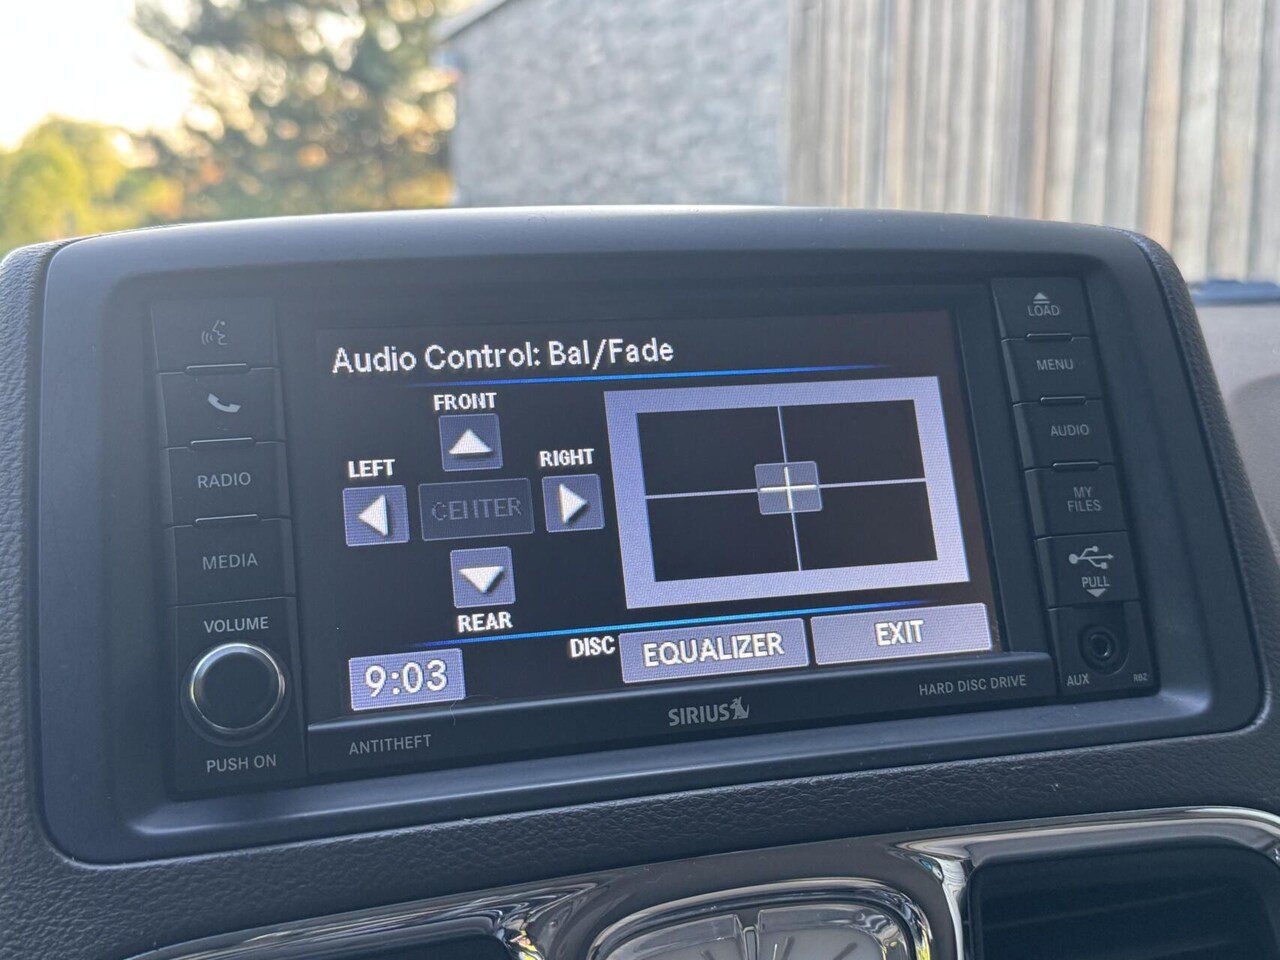 Audio Control: Bal/Fade
FRONT
LEFT
RIGHT
CENTER
REAR
DISC
EQUALIZER
EXIT
9:03
RADIO
MEDIA
VOLUME
PUSH ON
ANTITHEFT
SIRIUS
HARD DISC DRIVE
LOAD
MENU
AUDIO
MY
FILES
PULL
AUX
RBZ